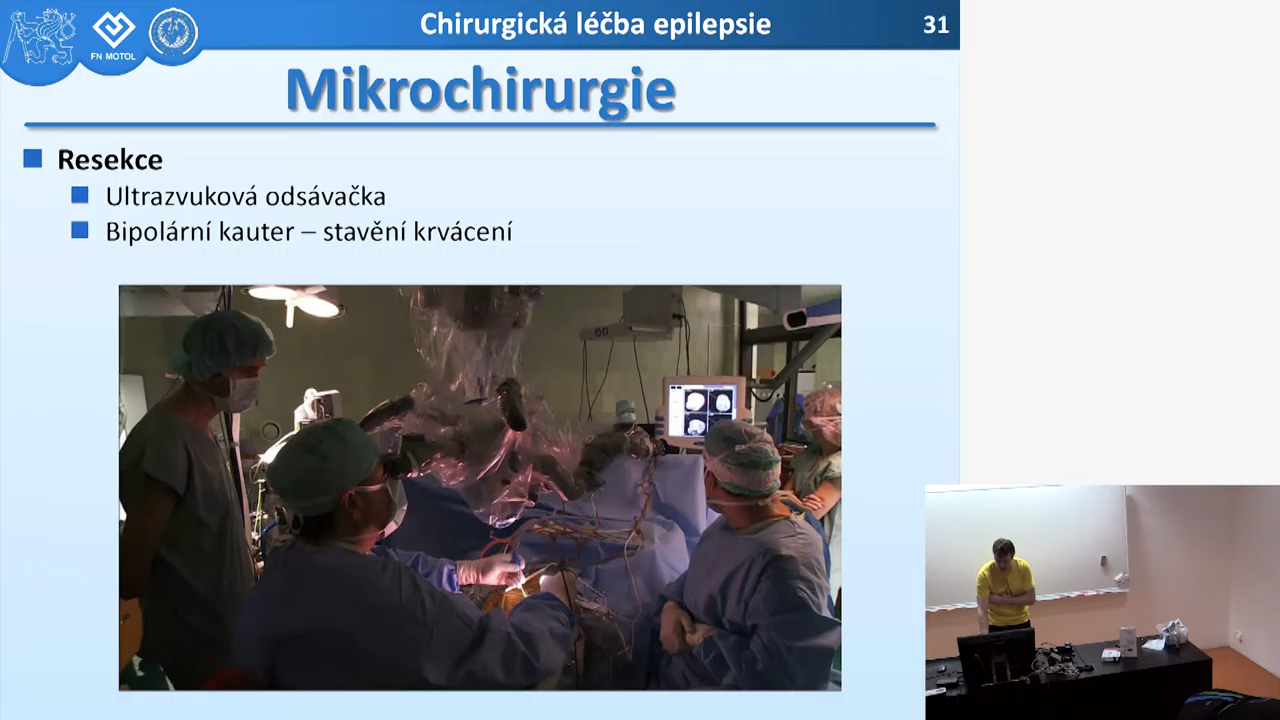 Chirurgická léčba epilepsie
31
FN MOTOL
Mikrochirurgie
Resekce
Ultrazvuková odsávačka
Bipolární kauter – stavění krvácení